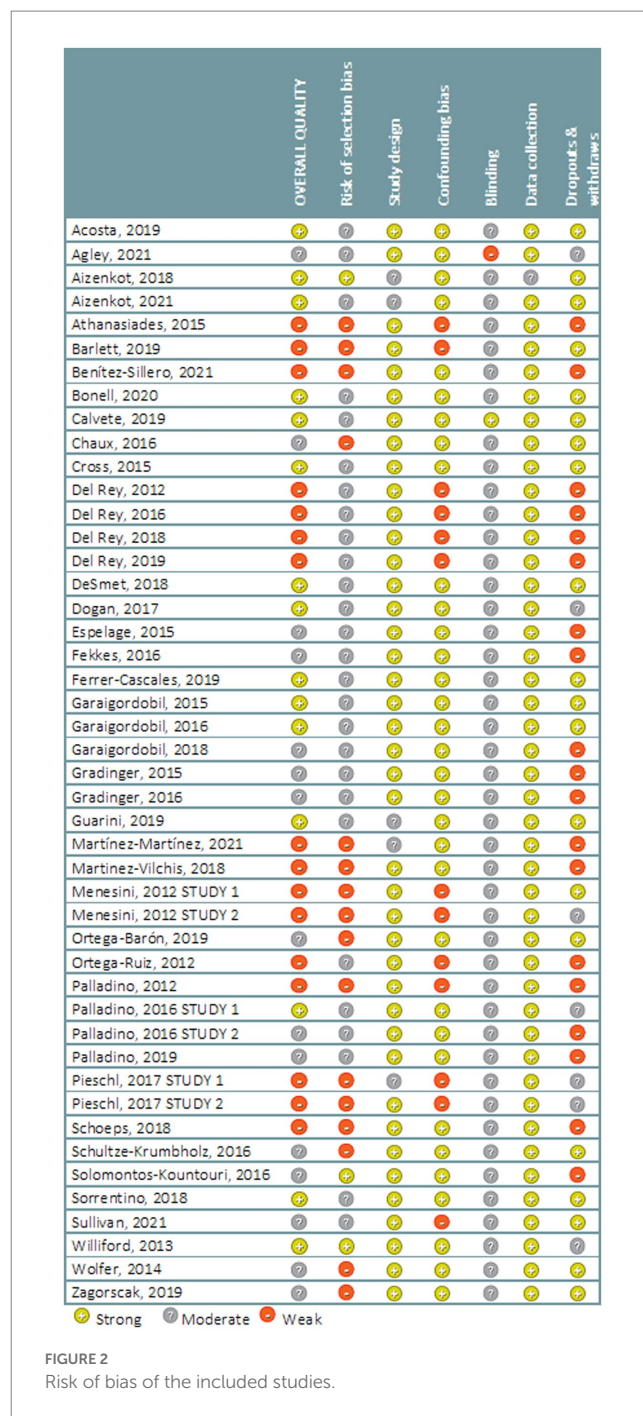 OVERALL QUALITY
Risk of selection bias
Study design
Confounding bias
Blinding
Data collection
Dropouts &
withdraws
Acosta, 2019
Agley, 2021
Aizenkot, 2018
Aizenkot, 2021
Athanasiades, 2015
Barlett, 2019
Benítez-Sillero, 2021
Bonell, 2020
Calvete, 2019
Chaux, 2016
Cross, 2015
Del Rey, 2012
Del Rey, 2016
Del Rey, 2018
Del Rey, 2019
DeSmet, 2018
Dogan, 2017
Espelage, 2015
Fekkes, 2016
Ferrer-Cascales, 2019
Garaigordobil, 2015
Garaigordobil, 2016
Garaigordobil, 2018
Gradinger, 2015
Gradinger, 2016
Guarini, 2019
Martínez-Martínez, 2021
Martinez-Vilchis, 2018
Menesini, 2012 STUDY 1
Menesini, 2012 STUDY 2
Ortega-Barón, 2019
Ortega-Ruiz, 2012
Palladino, 2012
Palladino, 2016 STUDY 1
Palladino, 2016 STUDY 2
Palladino, 2019
Pieschl, 2017 STUDY 1
Pieschl, 2017 STUDY 2
Schoeps, 2018
Schultze-Krumbholz, 2016
Solomontos-Kountouri, 2016
Sorrentino, 2018
Sullivan, 2021
Williford, 2013
Wolfer, 2014
Zagorscak, 2019
Strong Moderate Weak
FIGURE 2
Risk of bias of the included studies.